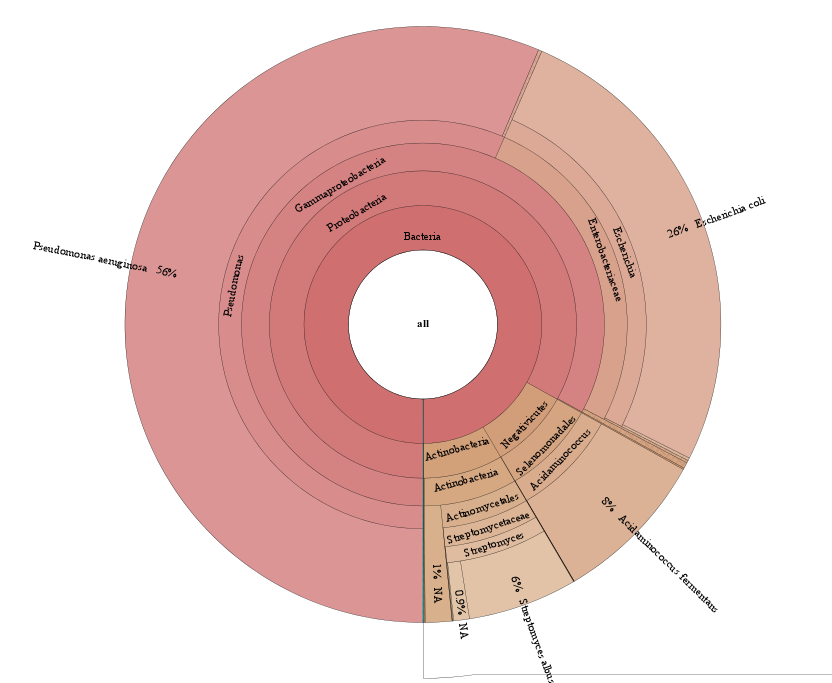 all
Bacteria
Proteobacteria
Gammaproteobacteria
Pseudomonas
Pseudomonas aeruginosa 56%
Enterobacteriaceae
Escherichia
26% Escherichia coli
Negativicutes
Selenomonadales
Acidaminococcus
8% Acidaminococcus fermentans
Actinobacteria
Actinobacteria
Actinomycetales
Streptomycetaceae
Streptomyces
6% Streptomyces albus
0.9% NA
1% NA